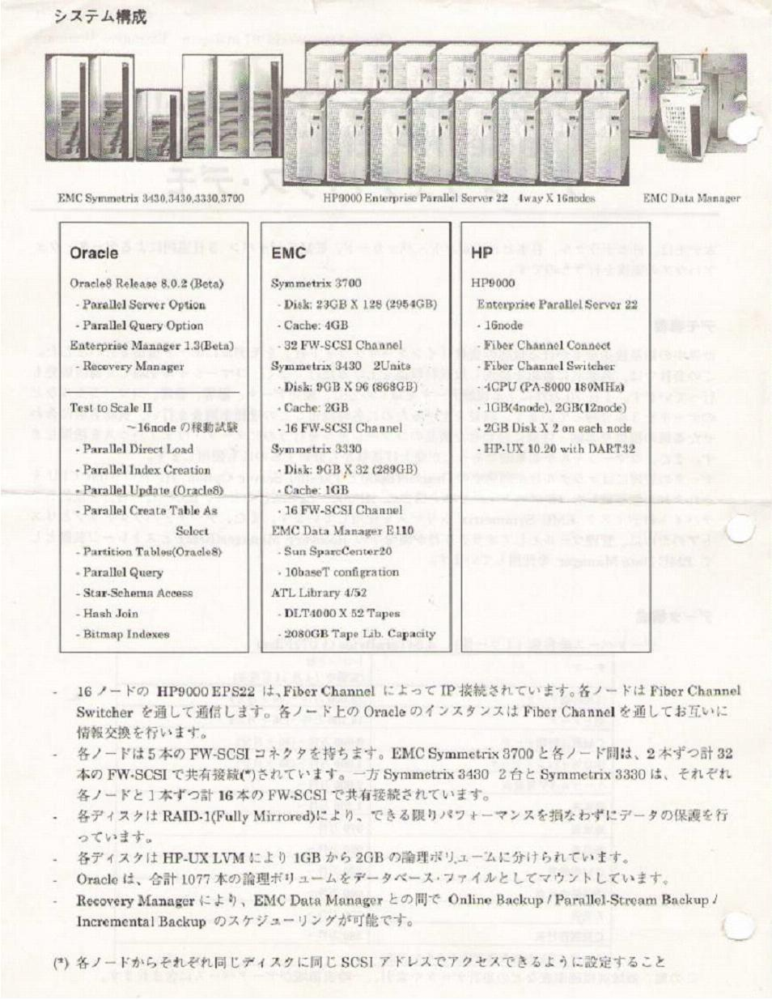 システム構成
EMC Symmetrix 3430,3430,3330,3700
HP9000 Enterprise Parallel Server 22 4way X 16nodes
EMC Data Manager
Oracle
Oracle8 Release 8.0.2 (Beta)
- Parallel Server Option
- Parallel Query Option
Enterprise Manager 1.3(Beta)
- Recovery Manager
Test to Scale II
～16node の稼動試験
- Parallel Direct Load
- Parallel Index Creation
- Parallel Update (Oracle8)
- Parallel Create Table As
Select
- Partition Tables(Oracle8)
- Parallel Query
- Star-Schema Access
- Hash Join
- Bitmap Indexes
EMC
Symmetrix 3700
- Disk: 23GB X 128 (2954GB)
- Cache: 4GB
- 32 FW-SCSI Channel
Symmetrix 3430 2Units
- Disk: 9GB X 96 (868GB)
- Cache: 2GB
- 16 FW-SCSI Channel
Symmetrix 3330
- Disk: 9GB X 32 (289GB)
- Cache: 1GB
- 16 FW-SCSI Channel
EMC Data Manager E110
- Sun SparcCenter20
- 10baseT configration
ATL Library 4/52
- DLT4000 X 52 Tapes
- 2080GB Tape Lib. Capacity
HP
HP9000
Enterprise Parallel Server 22
- 16node
- Fiber Channel Connect
- Fiber Channel Switcher
- 4CPU (PA-8000 180MHz)
- 1GB(4node), 2GB(12node)
- 2GB Disk X 2 on each node
- HP-UX 10.20 with DART32
- 16 ノードの HP9000 EPS22 は、Fiber Channel によって IP 接続されています。各ノードは Fiber Channel
Switcher を通して通信します。各ノード上の Oracle のインスタンスは Fiber Channel を通してお互いに
情報交換を行います。
- 各ノードは 5 本の FW-SCSI コネクタを持ちます。EMC Symmetrix 3700 と各ノード間は、2 本ずつ計 32
本の FW-SCSI で共有接続(*)されています。一方 Symmetrix 3430 2 台と Symmetrix 3330 は、それぞれ
各ノードと 1 本ずつ計 16 本の FW-SCSI で共有接続されています。
- 各ディスクは RAID-1(Fully Mirrored)により、できる限りパフォーマンスを損なわずにデータの保護を行
っています。
- 各ディスクは HP-UX LVM により 1GB から 2GB の論理ボリュームに分けられています。
- Oracle は、合計 1077 本の論理ボリュームをデータベース・ファイルとしてマウントしています。
- Recovery Manager により、EMC Data Manager との間で Online Backup / Parallel-Stream Backup /
Incremental Backup のスケジューリングが可能です。
(*) 各ノードからそれぞれ同じディスクに同じ SCSI アドレスでアクセスできるように設定すること